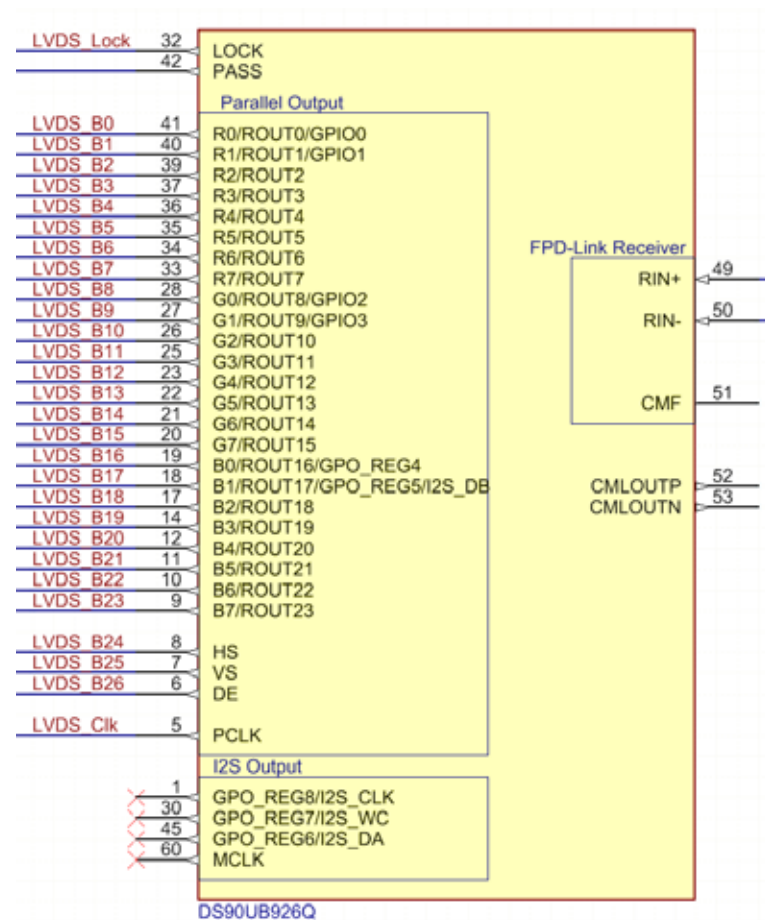 LVDS_Lock 32 LOCK
42 PASS
Parallel Output
LVDS_B0 41 R0/ROUT0/GPIO0
LVDS_B1 40 R1/ROUT1/GPIO1
LVDS_B2 39 R2/ROUT2
LVDS_B3 37 R3/ROUT3
LVDS_B4 36 R4/ROUT4
LVDS_B5 35 R5/ROUT5
LVDS_B6 34 R6/ROUT6
LVDS_B7 33 R7/ROUT7
LVDS_B8 28 G0/ROUT8/GPIO2
LVDS_B9 27 G1/ROUT9/GPIO3
LVDS_B10 26 G2/ROUT10
LVDS_B11 25 G3/ROUT11
LVDS_B12 23 G4/ROUT12
LVDS_B13 22 G5/ROUT13
LVDS_B14 21 G6/ROUT14
LVDS_B15 20 G7/ROUT15
LVDS_B16 19 B0/ROUT16/GPO_REG4
LVDS_B17 18 B1/ROUT17/GPO_REG5/I2S_DB
LVDS_B18 17 B2/ROUT18
LVDS_B19 14 B3/ROUT19
LVDS_B20 12 B4/ROUT20
LVDS_B21 11 B5/ROUT21
LVDS_B22 10 B6/ROUT22
LVDS_B23 9 B7/ROUT23
LVDS_B24 8 HS
LVDS_B25 7 VS
LVDS_B26 6 DE
LVDS_Clk 5 PCLK
I2S Output
1 GPO_REG8/I2S_CLK
30 GPO_REG7/I2S_WC
45 GPO_REG6/I2S_DA
60 MCLK
FPD-Link Receiver
RIN+ 49
RIN- 50
CMF 51
CMLOUTP 52
CMLOUTN 53
DS90UB926Q